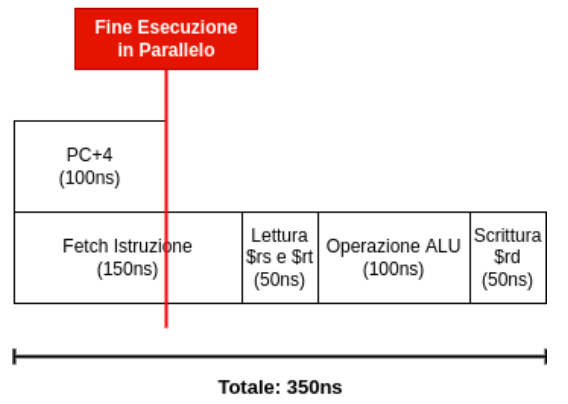 Fine Esecuzione
in Parallelo
PC+4
(100ns)
Fetch Istruzione
(150ns)
Lettura
$rs e $rt
(50ns)
Operazione ALU
(100ns)
Scrittura
$rd
(50ns)
Totale: 350ns